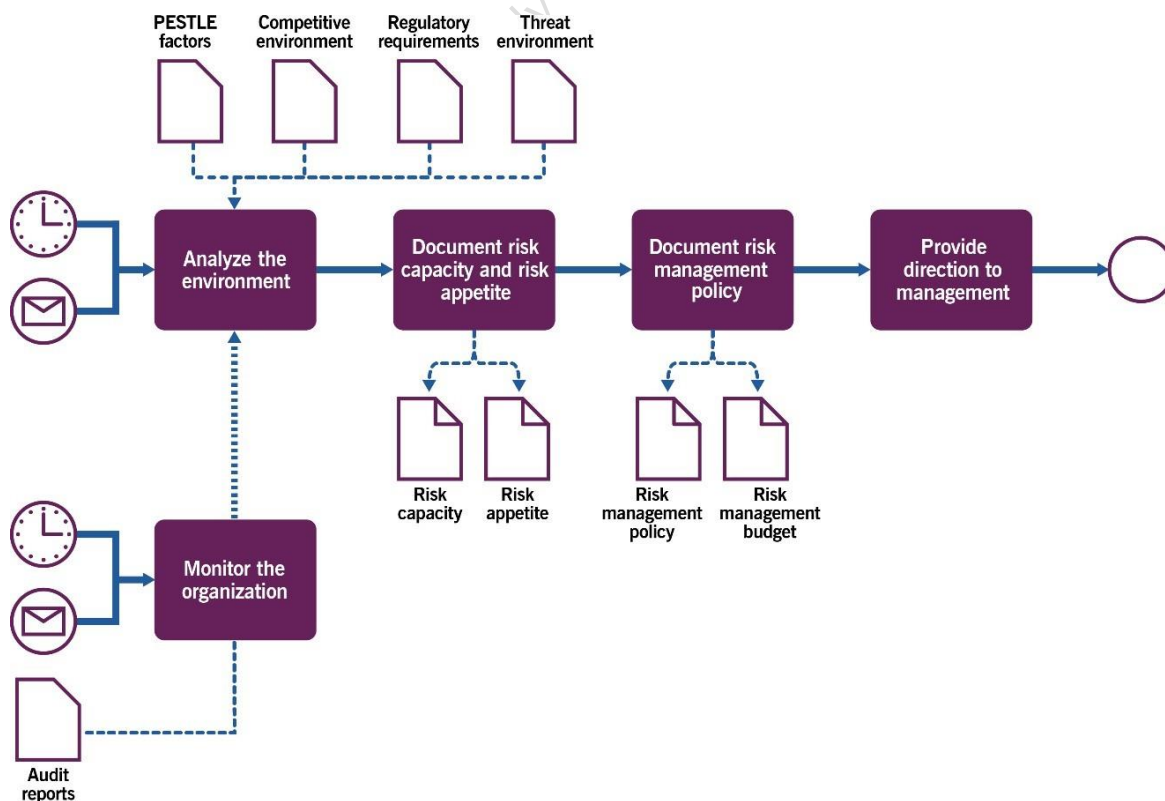 PESTLE
factors
Competitive
environment
Regulatory
requirements
Threat
environment
Analyze the
environment
Document risk
capacity and risk
appetite
Document risk
management
policy
Provide
direction to
management
Risk
capacity
Risk
appetite
Risk
management
policy
Risk
management
budget
Monitor the
organization
Audit
reports